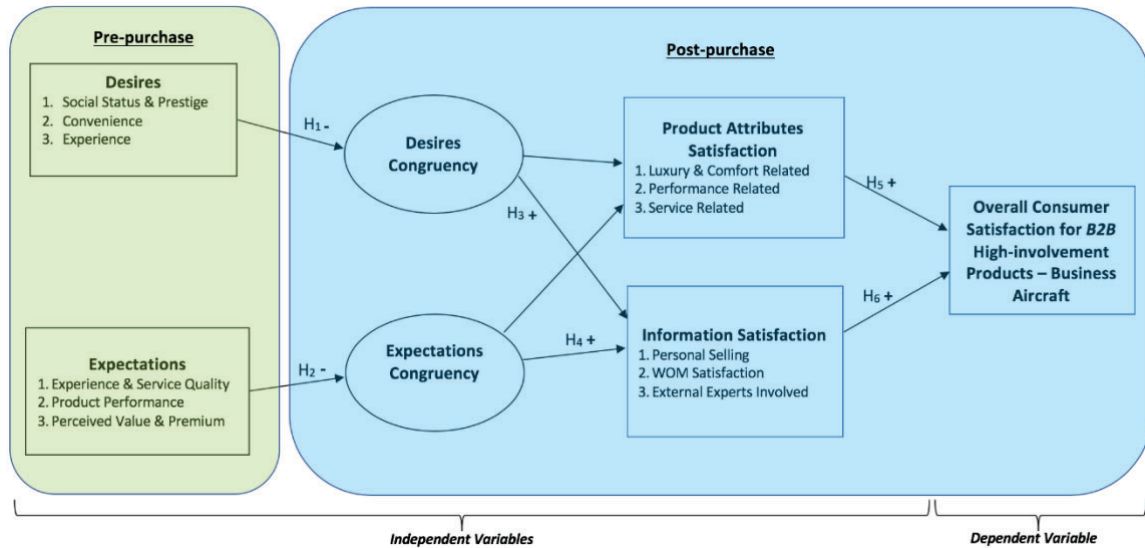 Pre-purchase
Desires
1. Social Status & Prestige
2. Convenience
3. Experience
Expectations
1. Experience & Service Quality
2. Product Performance
3. Perceived Value & Premium
H1 -
H2 -
Post-purchase
Desires
Congruency
Expectations
Congruency
H3 +
H4 +
Product Attributes
Satisfaction
1. Luxury & Comfort Related
2. Performance Related
3. Service Related
Information Satisfaction
1. Personal Selling
2. WOM Satisfaction
3. External Experts Involved
H5 +
H6 +
Overall Consumer
Satisfaction for B2B
High-involvement
Products – Business
Aircraft
Independent Variables
Dependent Variable